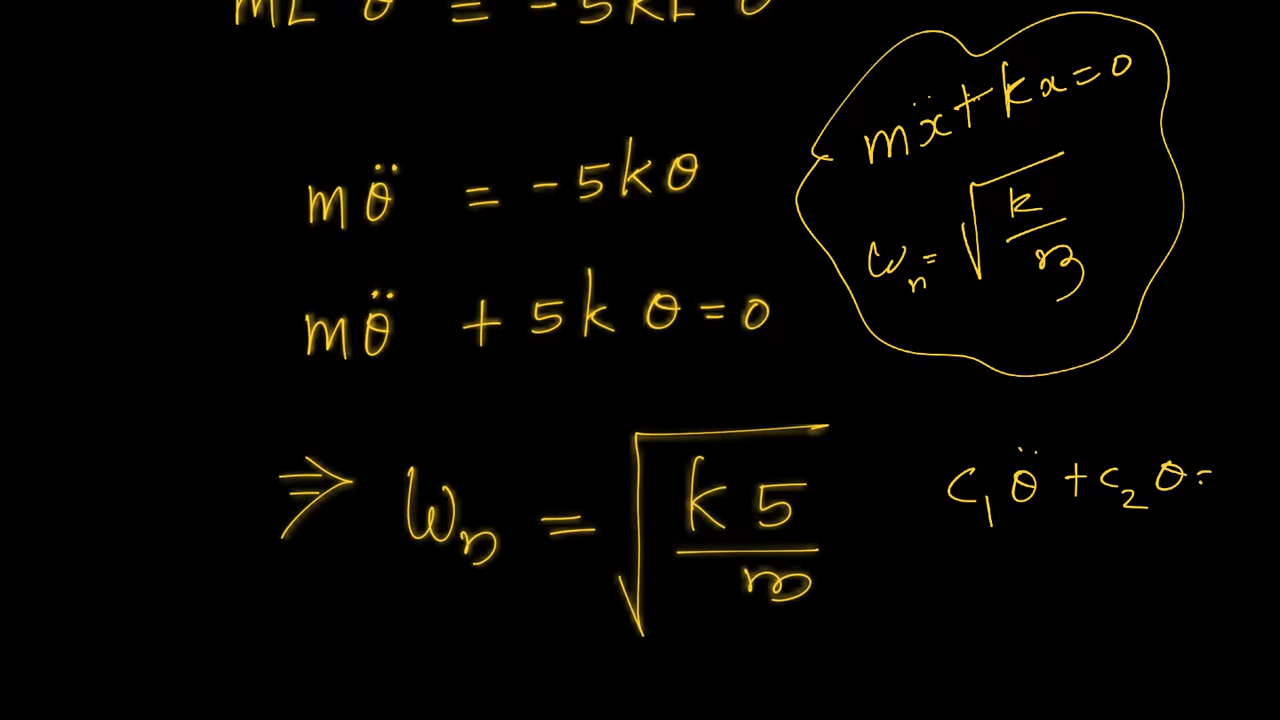 mθ̈ = -5kθ
mθ̈ + 5kθ = 0
⇒ ωn = √(k5/m)
mẍ + kx = 0
ωn = √(k/m)
c₁θ̈ + c₂θ =